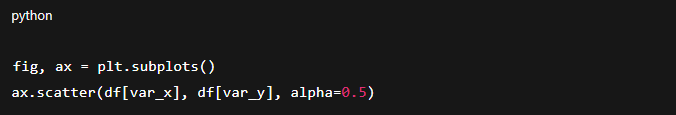 python
fig, ax = plt.subplots()
ax.scatter(df[var_x], df[var_y], alpha=0.5)